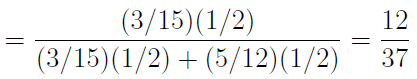 = (3/15)(1/2) / (3/15)(1/2) + (5/12)(1/2) = 12/37